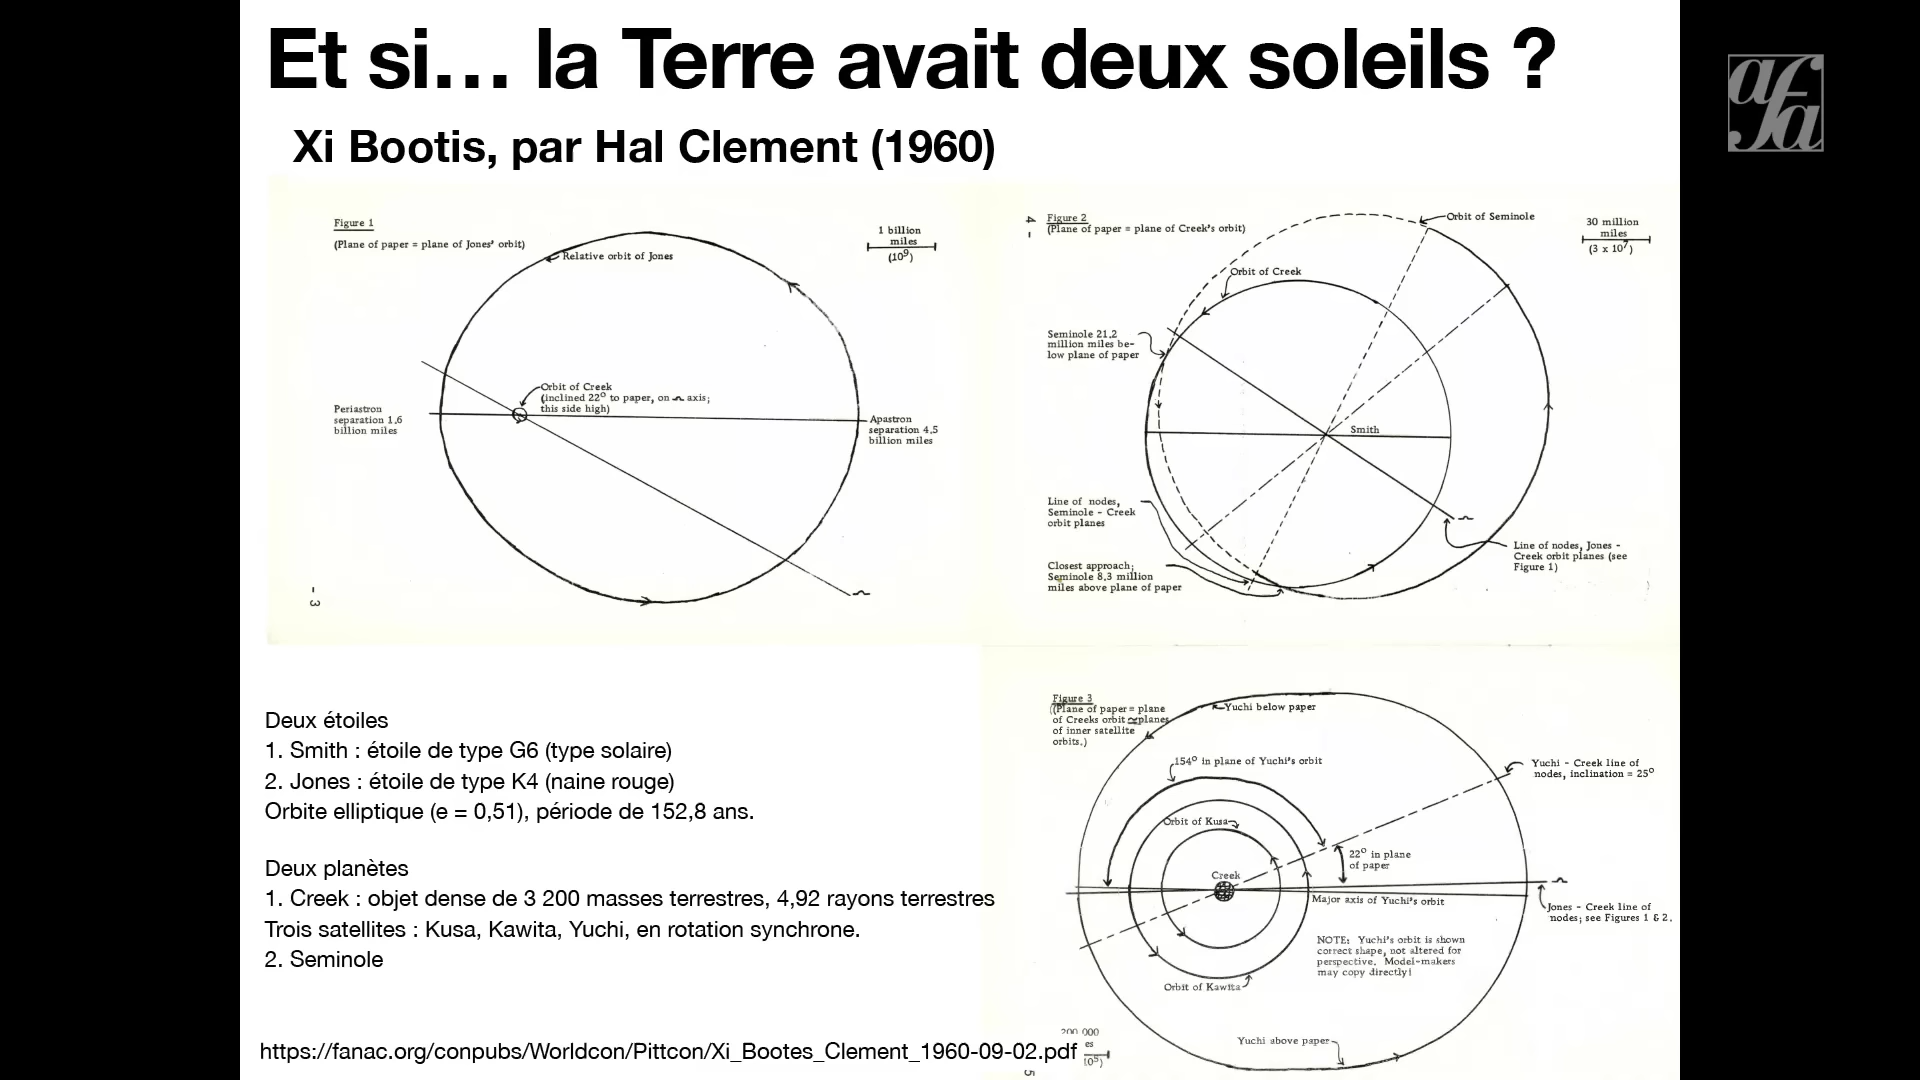 Et si… la Terre avait deux soleils ?
afa
Xi Bootis, par Hal Clement (1960)
Figure 1
(Plane of paper = plane of Jones' orbit)
1 billion
miles
(10⁹)
Relative orbit of Jones
Orbit of Creek
(inclined 22° to paper, on ☊ axis;
this side high)
Periastron
separation 1.6
billion miles
Apastron
separation 4.5
billion miles
- 3
4 -
Figure 2
(Plane of paper = plane of Creek's orbit)
Orbit of Seminole
30 million
miles
(3 x 10⁷)
Orbit of Creek
Seminole 21.2
million miles be-
low plane of paper
Smith
Line of nodes,
Seminole - Creek
orbit planes
Closest approach;
Seminole 8.3 million
miles above plane of paper
Line of nodes, Jones -
Creek orbit planes (see
Figure 1)
Deux étoiles
1. Smith : étoile de type G6 (type solaire)
2. Jones : étoile de type K4 (naine rouge)
Orbite elliptique (e = 0,51), période de 152,8 ans.
Deux planètes
1. Creek : objet dense de 3 200 masses terrestres, 4,92 rayons terrestres
Trois satellites : Kusa, Kawita, Yuchi, en rotation synchrone.
2. Seminole
Figure 3
(Plane of paper = plane
of Creeks orbit ≃ planes
of inner satellite
orbits.)
Yuchi below paper
154° in plane of Yuchi's orbit
Yuchi - Creek line of
nodes, inclination = 25°
Orbit of Kusa
22° in plane
of paper
Creek
Major axis of Yuchi's orbit
Jones - Creek line of
nodes; see Figures 1 & 2.
NOTE: Yuchi's orbit is shown
correct shape, not altered for
perspective. Model-makers
may copy directly!
Orbit of Kawita
Yuchi above paper
200 000
es
10⁵)
5
https://fanac.org/conpubs/Worldcon/Pittcon/Xi_Bootes_Clement_1960-09-02.pdf